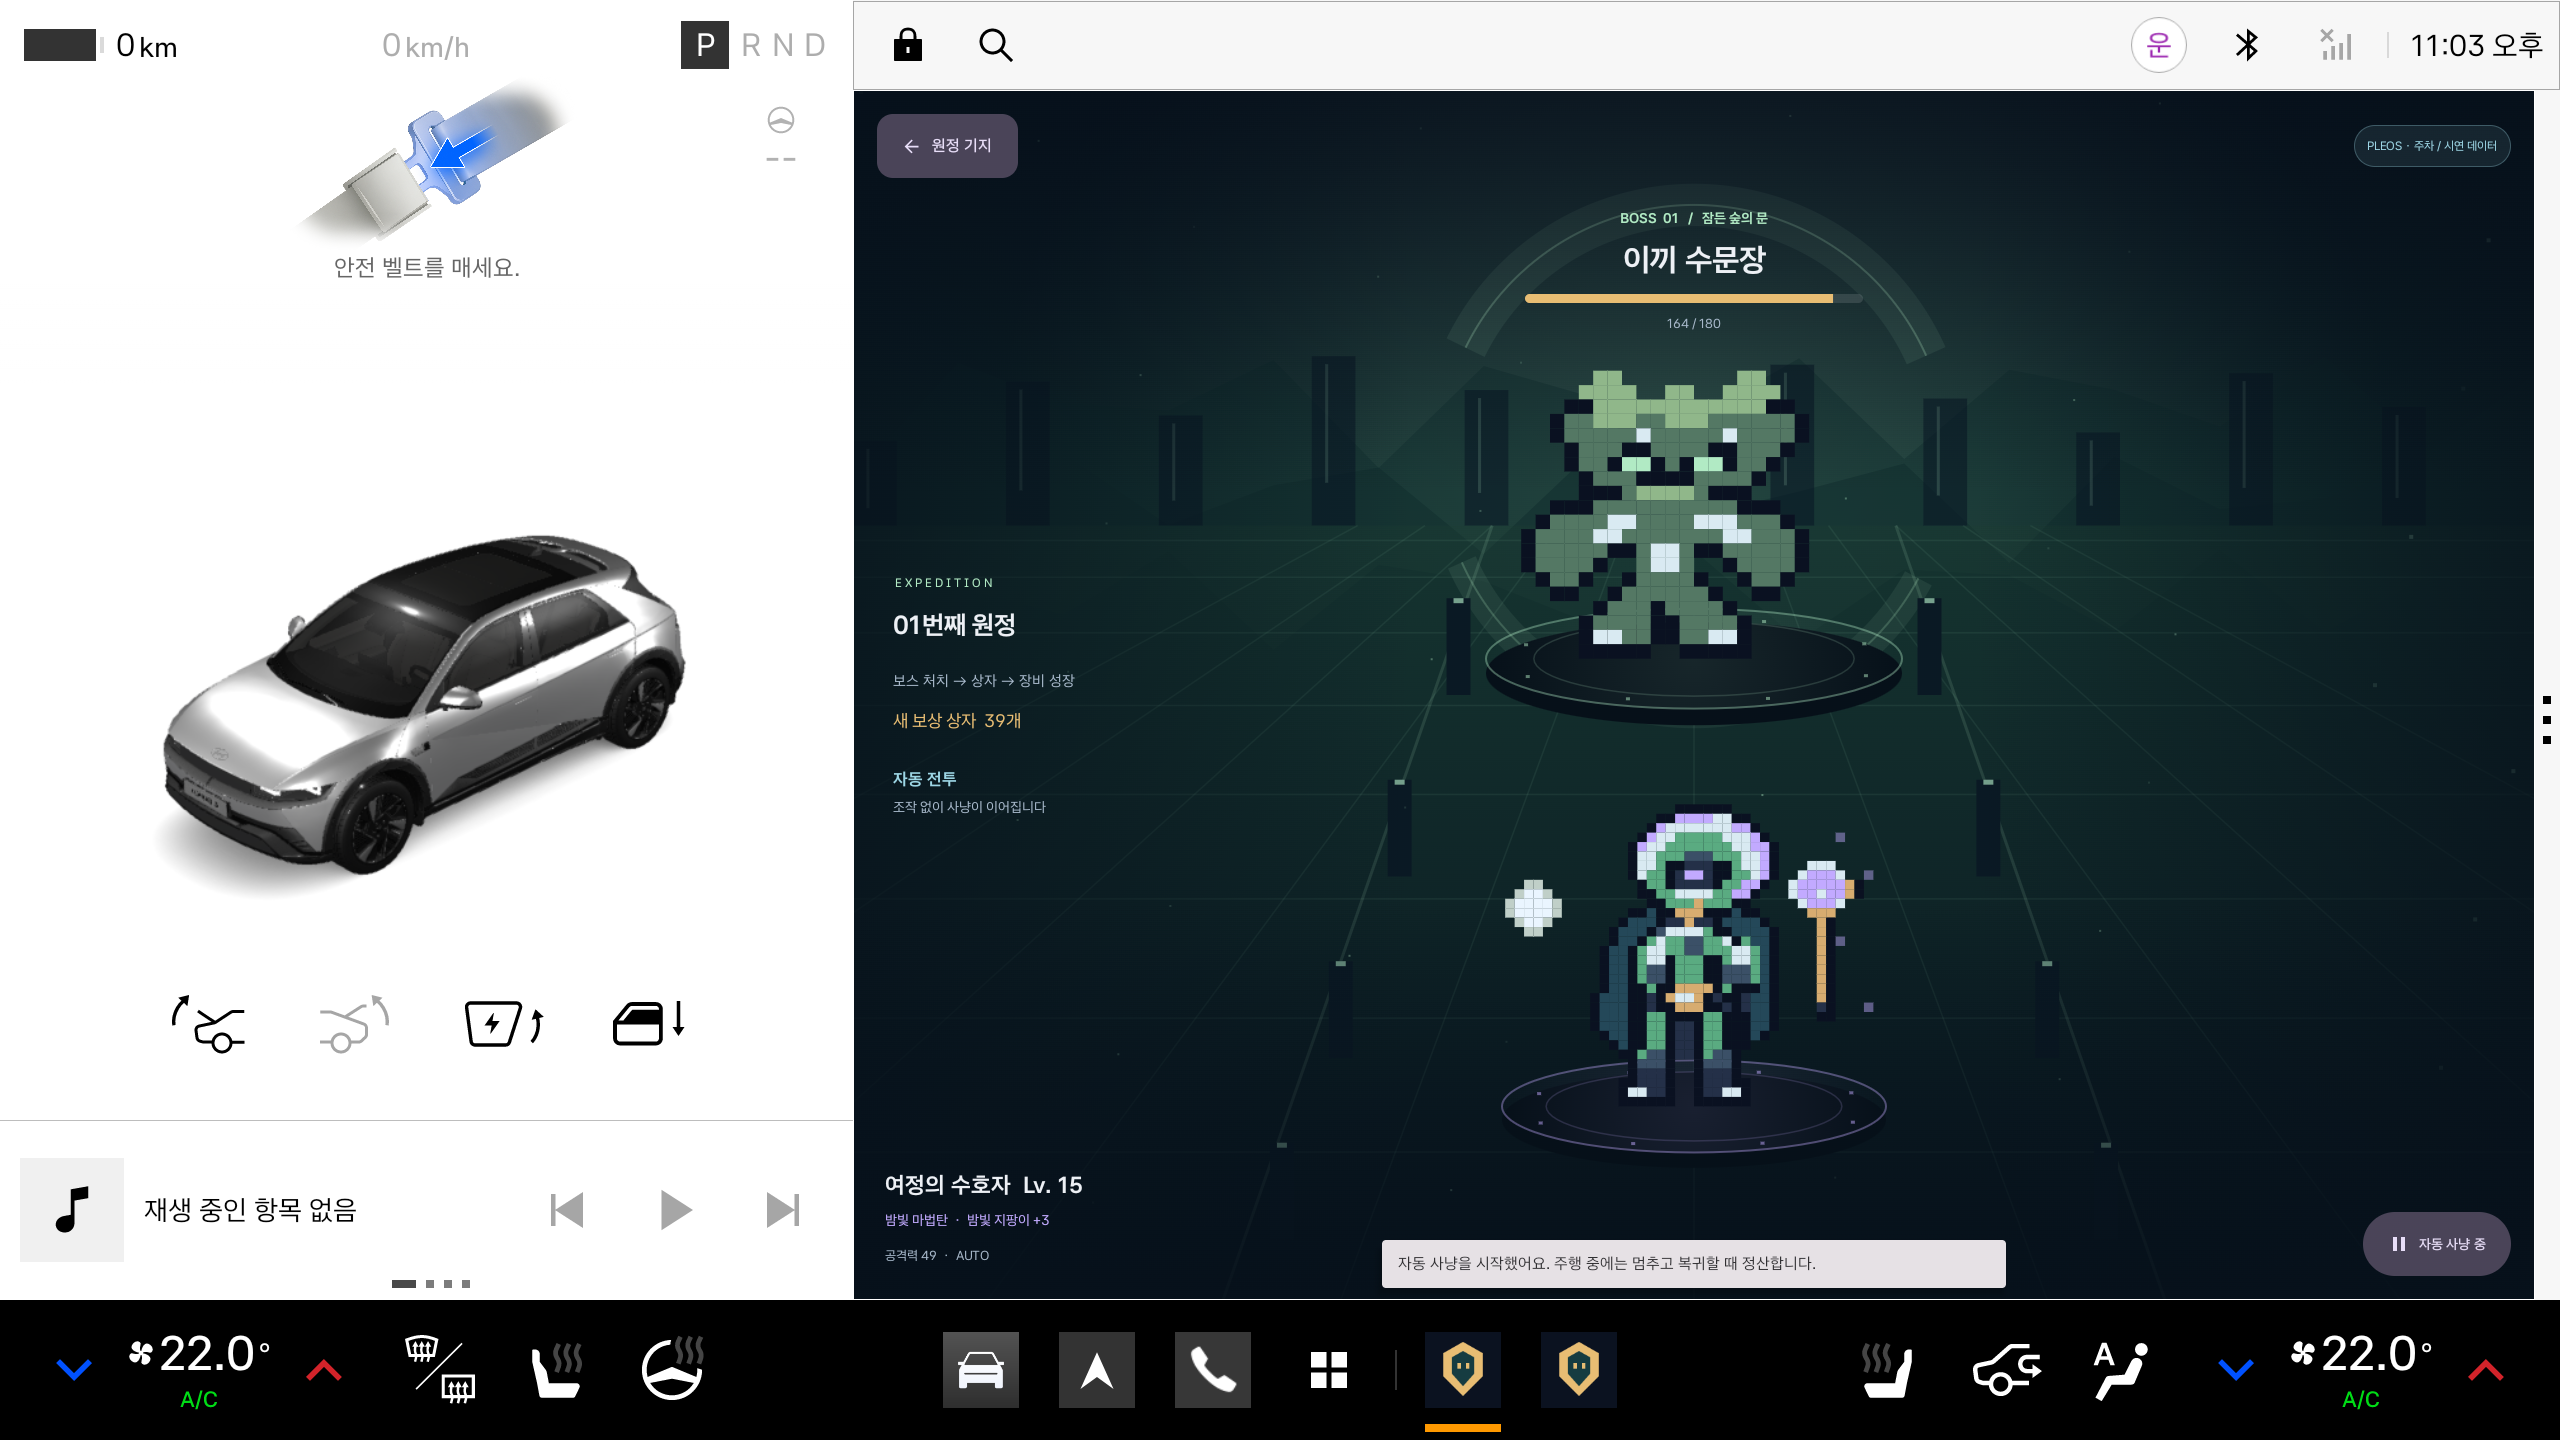 0 km
0 km/h
P R N D
안전 벨트를 매세요.
재생 중인 항목 없음
운
11:03 오후
원정 기지
PLEOS · 주차 / 시연 데이터
BOSS 01 / 잠든 숲의 문
이끼 수문장
164 / 180
EXPEDITION
01번째 원정
보스 처치 → 상자 → 장비 성장
새 보상 상자 39개
자동 전투
조작 없이 사냥이 이어집니다
여정의 수호자 Lv. 15
밤빛 마법탄 · 밤빛 지팡이 +3
공격력 49 · AUTO
자동 사냥을 시작했어요. 주행 중에는 멈추고 복귀할 때 정산합니다.
자동 사냥 중
22.0°
A/C
A
22.0°
A/C